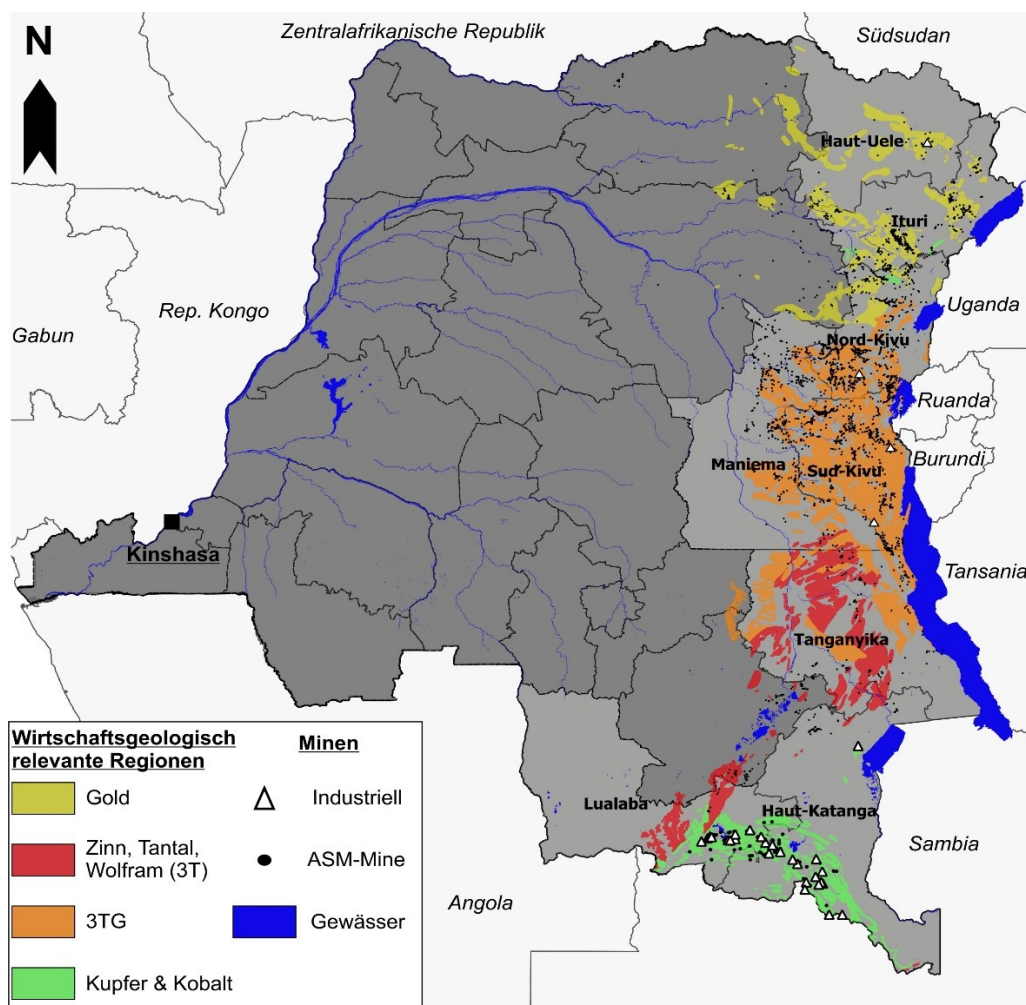 Zentralafrikanische Republik
Südsudan
N
Haut-Uele
Ituri
Uganda
Rep. Kongo
Gabun
Nord-Kivu
Ruanda
Maniema
Sud-Kivu
Burundi
Kinshasa
Tansania
Tanganyika
Lualaba
Haut-Katanga
Sambia
Angola
Wirtschaftsgeologisch
relevante Regionen
Gold
Zinn, Tantal,
Wolfram (3T)
3TG
Kupfer & Kobalt
Minen
Industriell
ASM-Mine
Gewässer